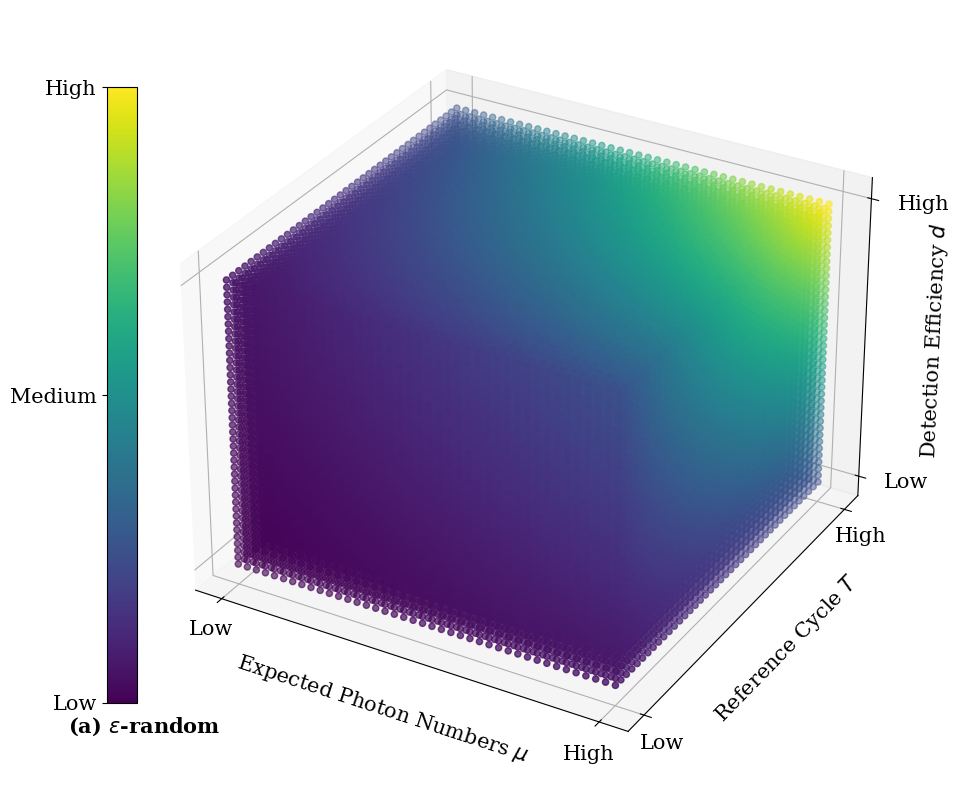 High
Medium
Low
(a) ε-random
Low
Expected Photon Numbers μ
High
Low
Reference Cycle T
High
Low
Detection Efficiency d
High